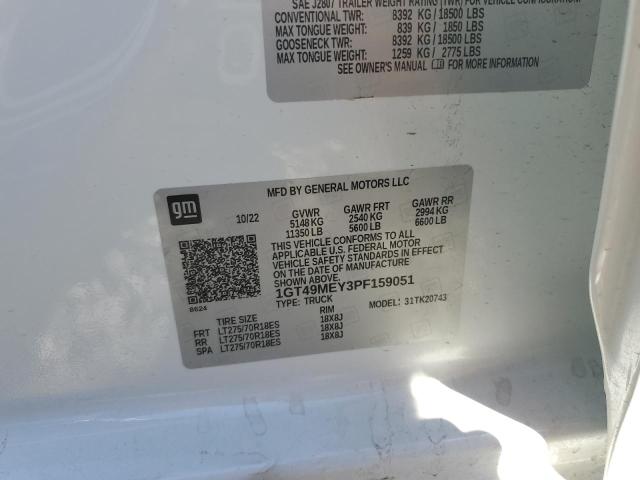 SAE J2807 TRAILER WEIGHT RATING (TWR) FOR VEHICLE CONFIGURATION:
CONVENTIONAL TWR: 8392 KG / 18500 LBS
MAX TONGUE WEIGHT: 839 KG / 1850 LBS
GOOSENECK TWR: 8392 KG / 18500 LBS
MAX TONGUE WEIGHT: 1259 KG / 2775 LBS
SEE OWNER'S MANUAL FOR MORE INFORMATION
gm
MFD BY GENERAL MOTORS LLC
10/22
GVWR GAWR FRT GAWR RR
5148 KG 2540 KG 2994 KG
11350 LB 5600 LB 6600 LB
THIS VEHICLE CONFORMS TO ALL
APPLICABLE U.S. FEDERAL MOTOR
VEHICLE SAFETY STANDARDS IN
EFFECT ON THE DATE OF MANUFACTURE
SHOWN ABOVE.
1GT49MEY3PF159051
TYPE: TRUCK MODEL: 31TK20743
8624
TIRE SIZE RIM
FRT LT275/70R18ES 18X8J
RR LT275/70R18ES 18X8J
SPA LT275/70R18ES 18X8J